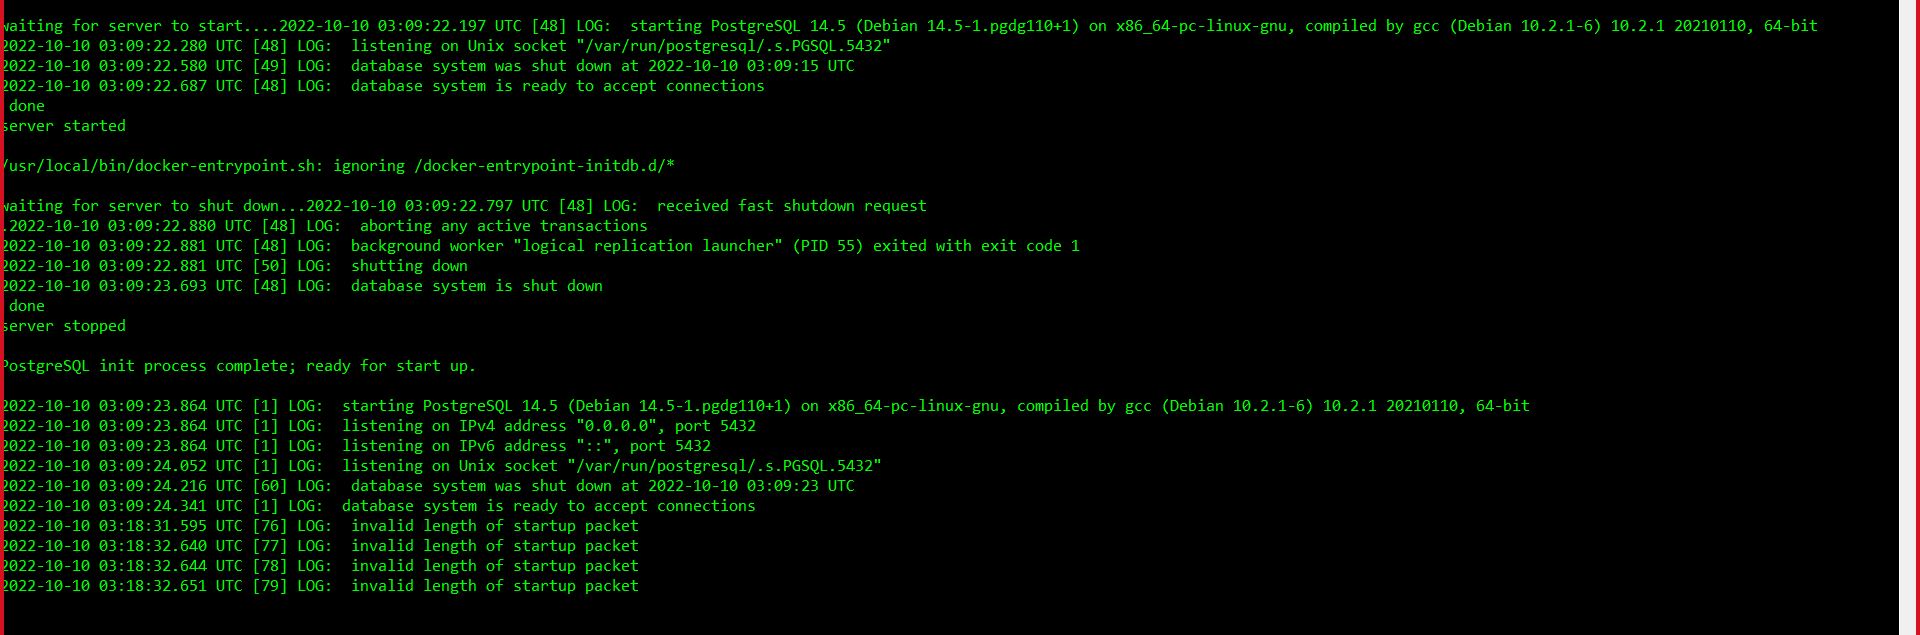 waiting for server to start....2022-10-10 03:09:22.197 UTC [48] LOG:  starting PostgreSQL 14.5 (Debian 14.5-1.pgdg110+1) on x86_64-pc-linux-gnu, compiled by gcc (Debian 10.2.1-6) 10.2.1 20210110, 64-bit
2022-10-10 03:09:22.280 UTC [48] LOG:  listening on Unix socket "/var/run/postgresql/.s.PGSQL.5432"
2022-10-10 03:09:22.580 UTC [49] LOG:  database system was shut down at 2022-10-10 03:09:15 UTC
2022-10-10 03:09:22.687 UTC [48] LOG:  database system is ready to accept connections
 done
server started
/usr/local/bin/docker-entrypoint.sh: ignoring /docker-entrypoint-initdb.d/*
waiting for server to shut down...2022-10-10 03:09:22.797 UTC [48] LOG:  received fast shutdown request
.2022-10-10 03:09:22.880 UTC [48] LOG:  aborting any active transactions
2022-10-10 03:09:22.881 UTC [48] LOG:  background worker "logical replication launcher" (PID 55) exited with exit code 1
2022-10-10 03:09:22.881 UTC [50] LOG:  shutting down
2022-10-10 03:09:23.693 UTC [48] LOG:  database system is shut down
 done
server stopped
PostgreSQL init process complete; ready for start up.
2022-10-10 03:09:23.864 UTC [1] LOG:  starting PostgreSQL 14.5 (Debian 14.5-1.pgdg110+1) on x86_64-pc-linux-gnu, compiled by gcc (Debian 10.2.1-6) 10.2.1 20210110, 64-bit
2022-10-10 03:09:23.864 UTC [1] LOG:  listening on IPv4 address "0.0.0.0", port 5432
2022-10-10 03:09:23.864 UTC [1] LOG:  listening on IPv6 address "::", port 5432
2022-10-10 03:09:24.052 UTC [1] LOG:  listening on Unix socket "/var/run/postgresql/.s.PGSQL.5432"
2022-10-10 03:09:24.216 UTC [60] LOG:  database system was shut down at 2022-10-10 03:09:23 UTC
2022-10-10 03:09:24.341 UTC [1] LOG:  database system is ready to accept connections
2022-10-10 03:18:31.595 UTC [76] LOG:  invalid length of startup packet
2022-10-10 03:18:32.640 UTC [77] LOG:  invalid length of startup packet
2022-10-10 03:18:32.644 UTC [78] LOG:  invalid length of startup packet
2022-10-10 03:18:32.651 UTC [79] LOG:  invalid length of startup packet